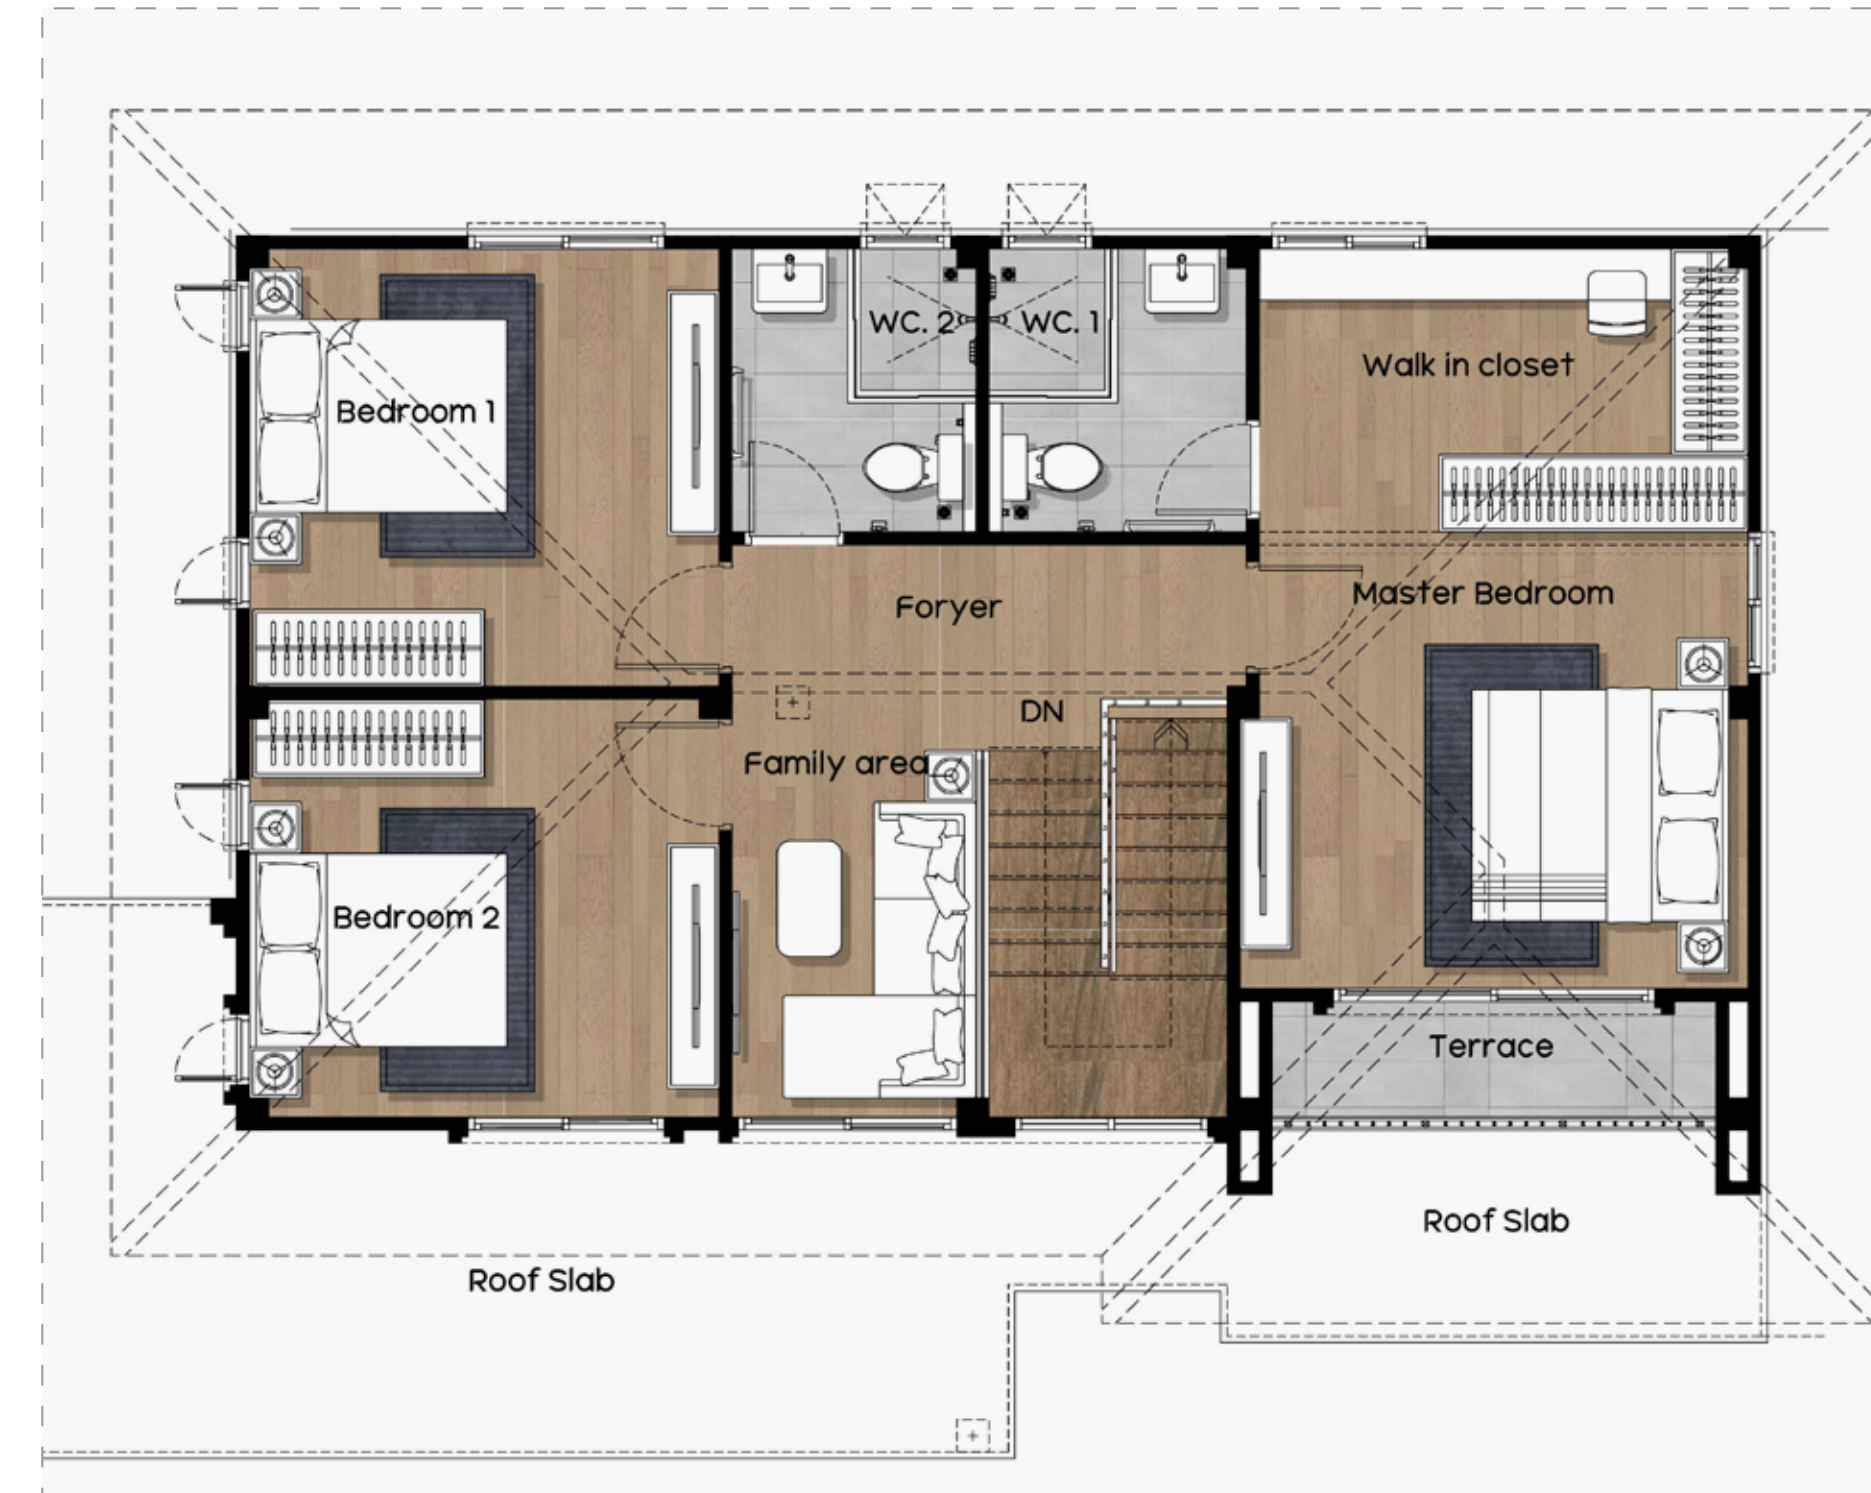 WC. 2
WC. 1
Walk in closet
Bedroom 1
Foryer
Master Bedroom
DN
Family area
Bedroom 2
Terrace
Roof Slab
Roof Slab